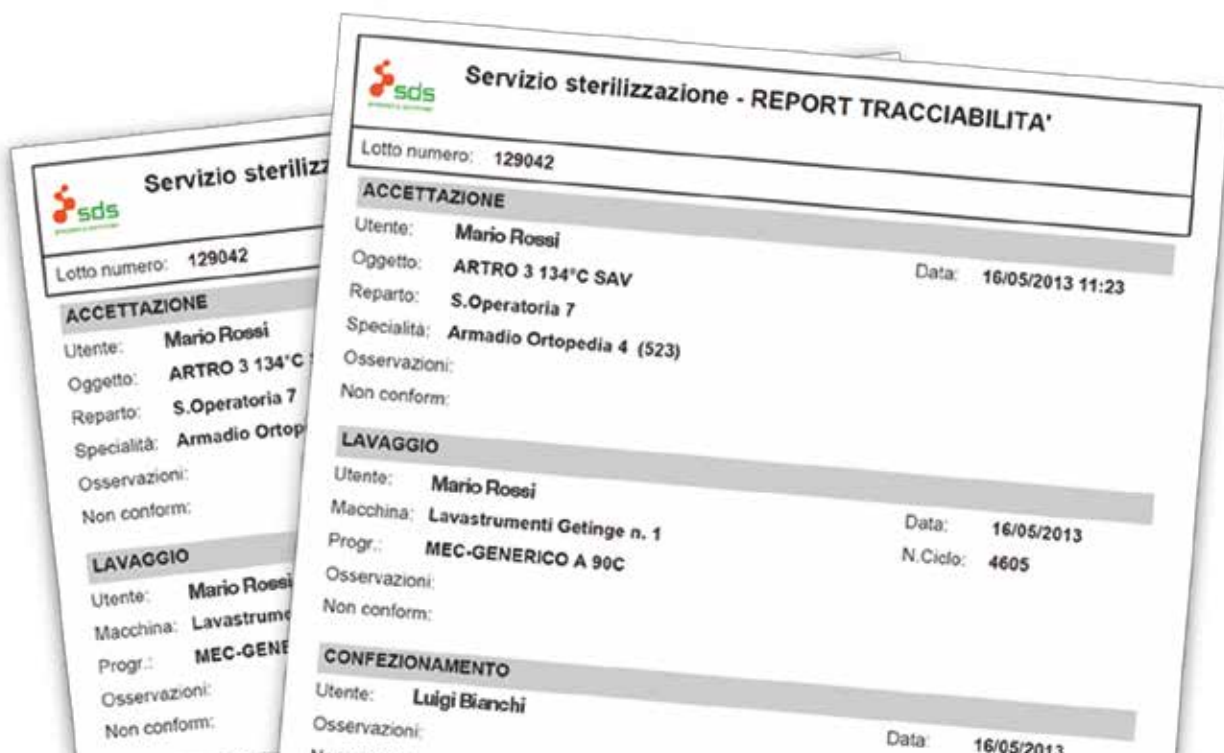 sds
Servizio sterilizz
Lotto numero: 129042
ACCETTAZIONE
Utente: Mario Rossi
Oggetto: ARTRO 3 134°C
Reparto: S.Operatoria 7
Specialità: Armadio Ortop
Osservazioni:
Non conform:
LAVAGGIO
Utente: Mario Rossi
Macchina: Lavastrume
Progr.: MEC-GENE
Osservazioni:
Non conform:
sds
Servizio sterilizzazione - REPORT TRACCIABILITA'
Lotto numero: 129042
ACCETTAZIONE
Utente: Mario Rossi Data: 16/05/2013 11:23
Oggetto: ARTRO 3 134°C SAV
Reparto: S.Operatoria 7
Specialità: Armadio Ortopedia 4 (523)
Osservazioni:
Non conform:
LAVAGGIO
Utente: Mario Rossi Data: 16/05/2013
Macchina: Lavastrumenti Getinge n. 1 N.Ciclo: 4605
Progr.: MEC-GENERICO A 90C
Osservazioni:
Non conform:
CONFEZIONAMENTO
Utente: Luigi Bianchi Data: 16/05/2013
Osservazioni: